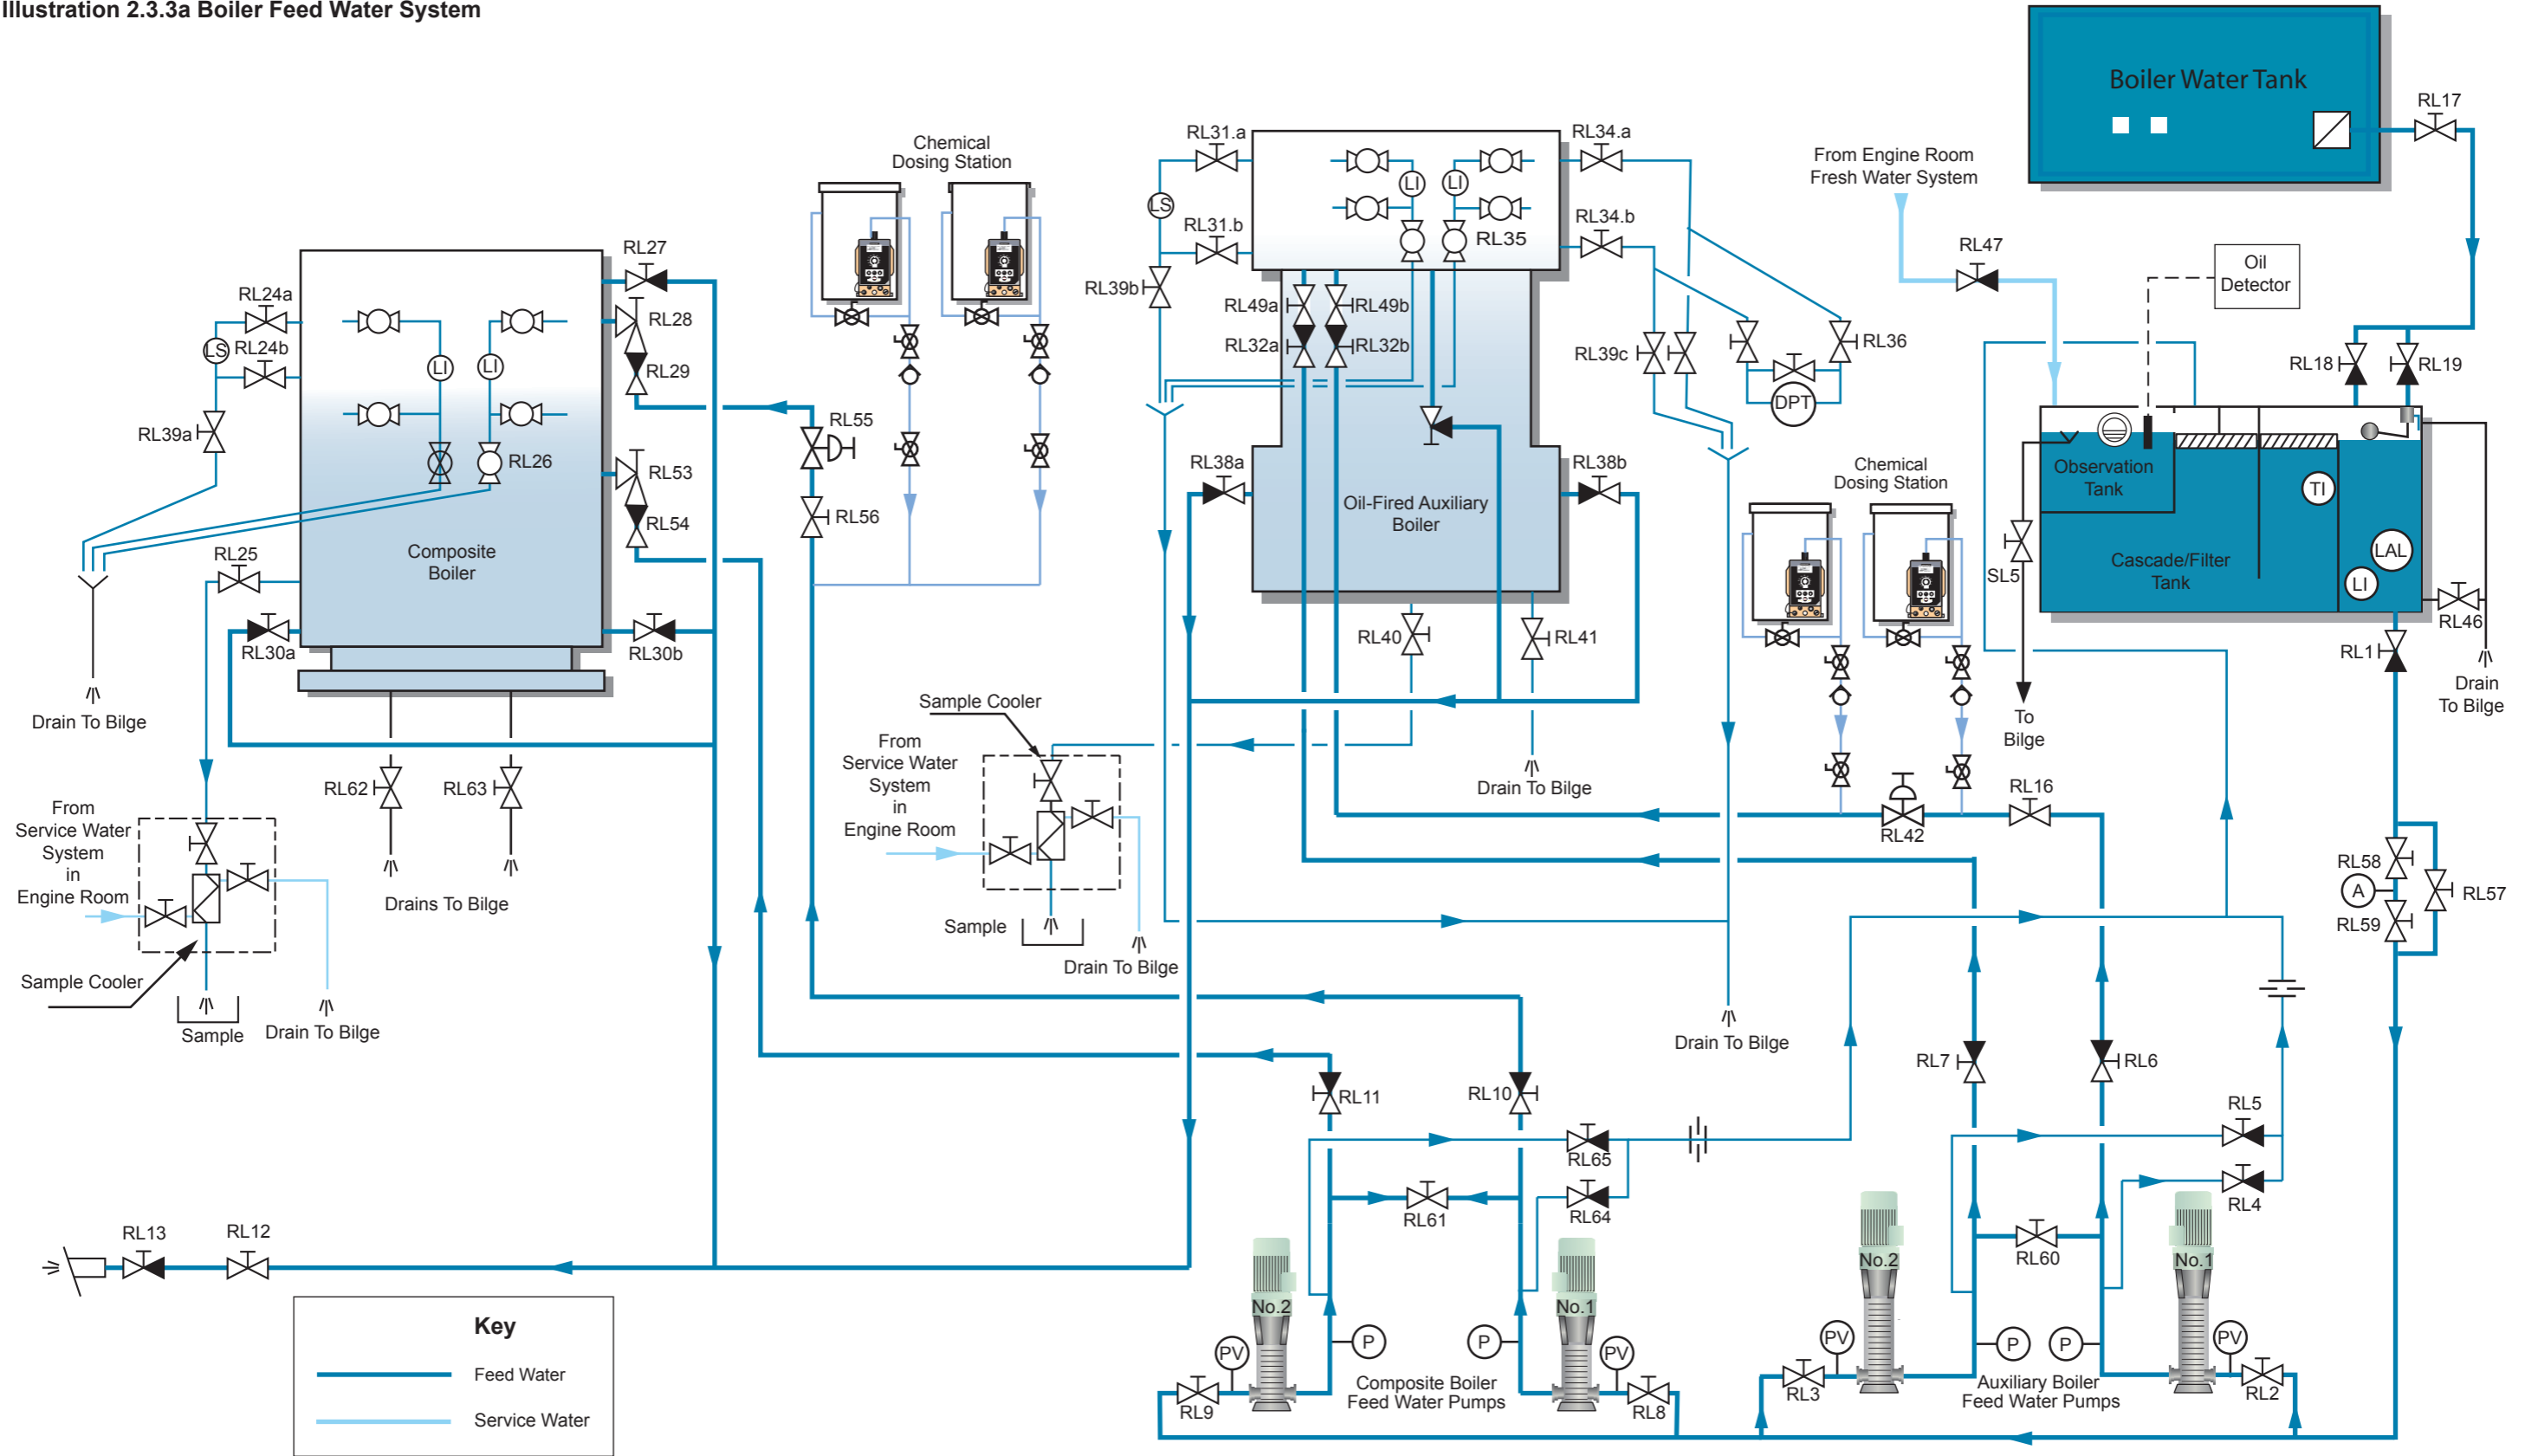 Illustration 2.3.3a Boiler Feed Water System
Boiler Water Tank
RL17
From Engine Room
Fresh Water System
RL47
Oil
Detector
RL18
RL19
Observation
Tank
TI
LAL
LI
Cascade/Filter
Tank
SL5
To
Bilge
RL46
RL1
Drain
To Bilge
RL58
A
RL59
RL57
Chemical
Dosing Station
RL31.a
LS
RL31.b
RL39b
LI
LI
RL35
RL34.a
RL34.b
RL49a
RL49b
RL32a
RL32b
RL39c
RL36
DPT
RL38a
RL38b
Oil-Fired Auxiliary
Boiler
RL40
RL41
Drain To Bilge
Chemical
Dosing Station
RL16
RL42
RL27
RL24a
LS
RL24b
RL28
RL29
LI
LI
RL39a
RL26
RL53
RL54
RL55
RL56
Composite
Boiler
RL25
RL30a
RL30b
Drain To Bilge
RL62
RL63
Drains To Bilge
From
Service Water
System
in
Engine Room
Sample Cooler
Sample
Drain To Bilge
Sample Cooler
From
Service Water
System
in
Engine Room
Sample
Drain To Bilge
Drain To Bilge
RL11
RL10
RL65
RL64
RL61
RL7
RL6
RL5
RL4
RL60
RL13
RL12
No.2
No.1
No.2
No.1
PV
P
P
PV
PV
P
P
PV
RL9
Composite Boiler
Feed Water Pumps
RL8
RL3
Auxiliary Boiler
Feed Water Pumps
RL2
Key
Feed Water
Service Water